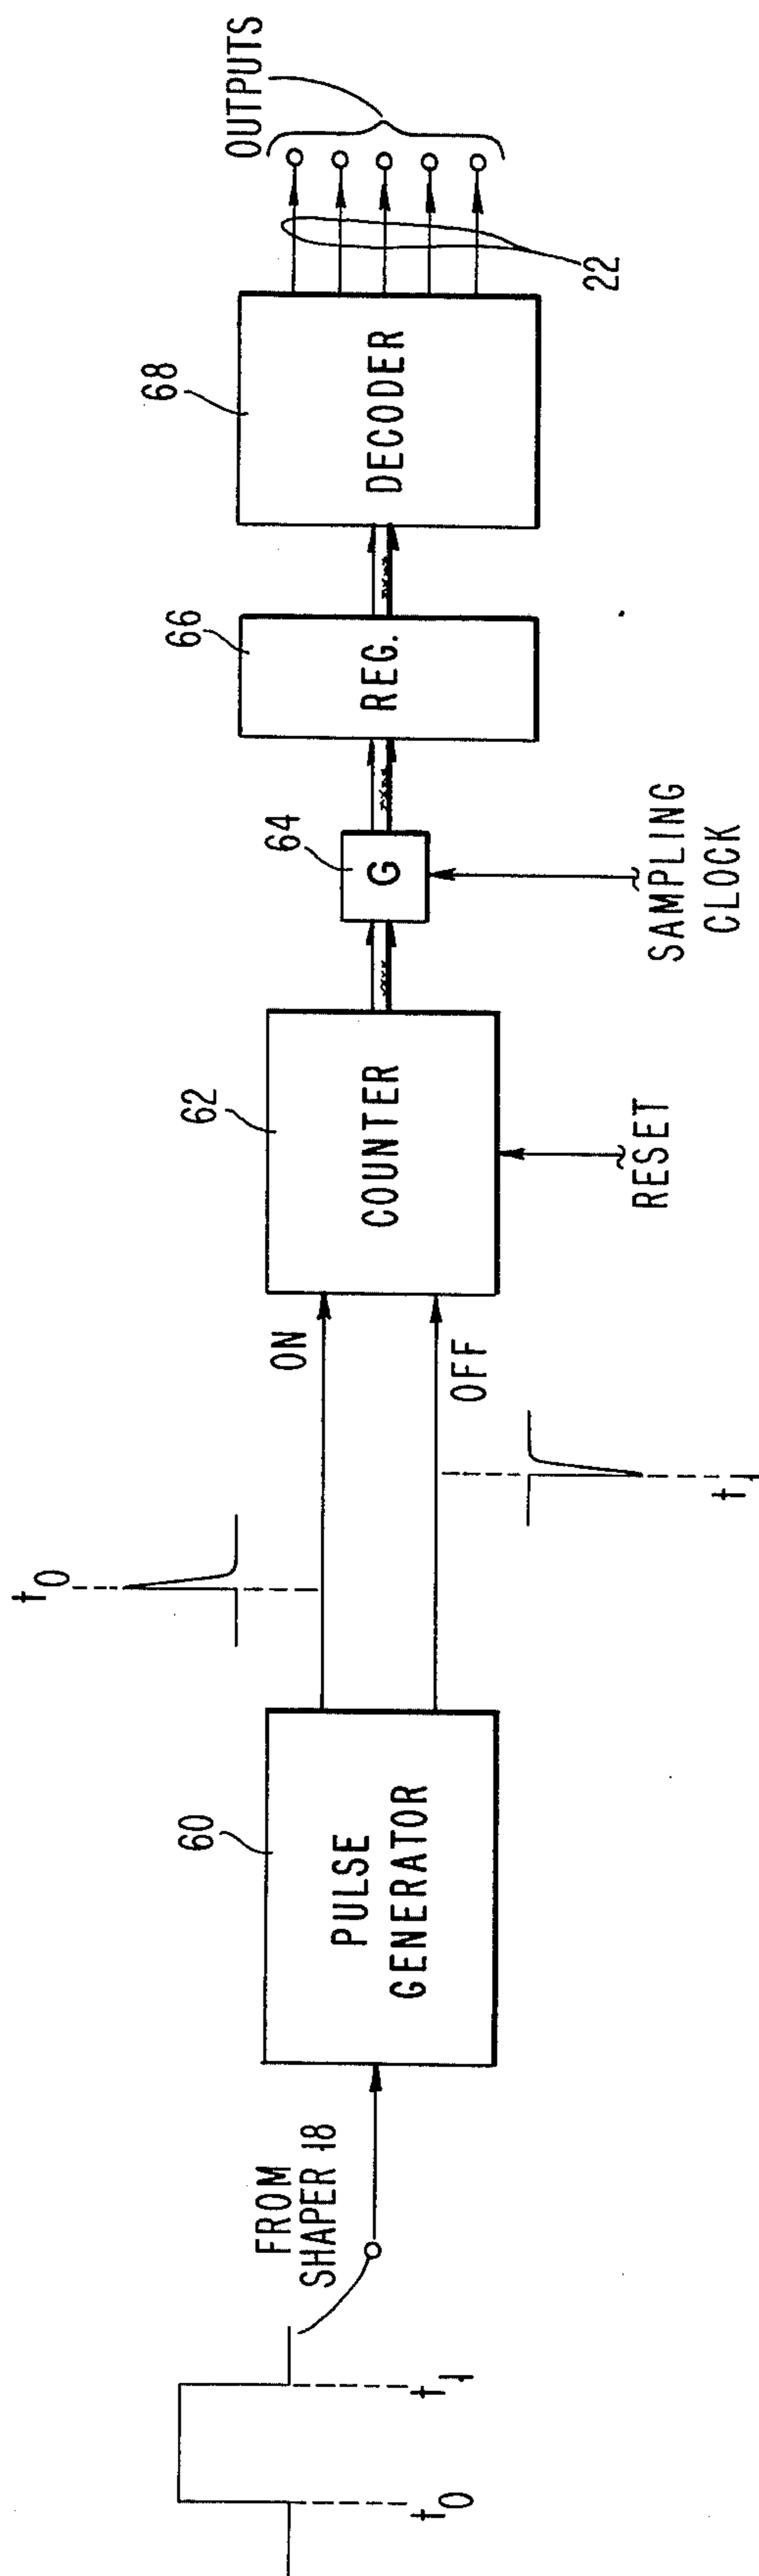 t0
t1
FROM
SHAPER 18
60
PULSE
GENERATOR
t0
t1
ON
OFF
62
COUNTER
RESET
64
G
SAMPLING
CLOCK
66
REG.
68
DECODER
22
OUTPUTS